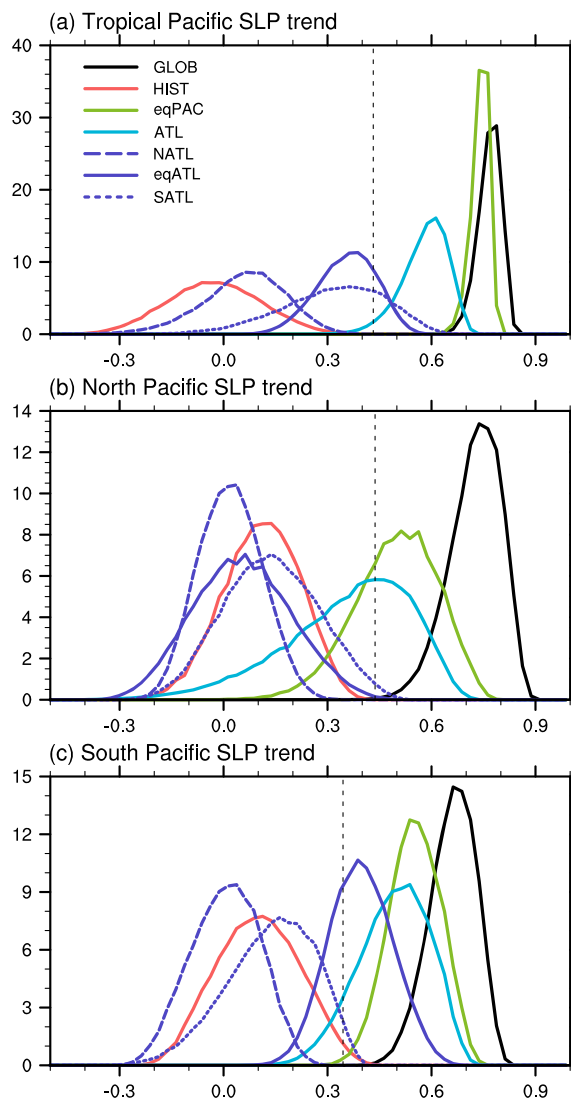 (a) Tropical Pacific SLP trend
40
30
20
10
0
GLOB
HIST
eqPAC
ATL
NATL
eqATL
SATL
-0.3 0.0 0.3 0.6 0.9
(b) North Pacific SLP trend
14
12
10
8
6
4
2
0
-0.3 0.0 0.3 0.6 0.9
(c) South Pacific SLP trend
15
12
9
6
3
0
-0.3 0.0 0.3 0.6 0.9